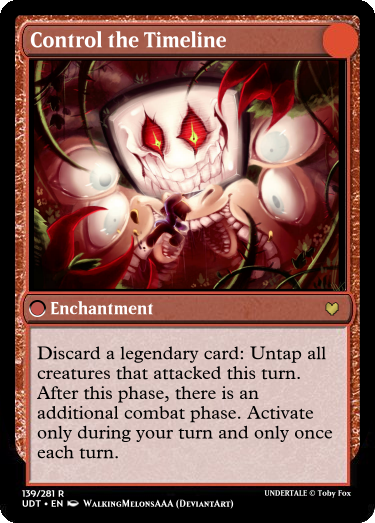 Control the Timeline
Enchantment
Discard a legendary card: Untap all
creatures that attacked this turn.
After this phase, there is an
additional combat phase. Activate
only during your turn and only once
each turn.
139/281 R
UNDERTALE © Toby Fox
UDT • EN WalkingMelonsAAA (DeviantArt)